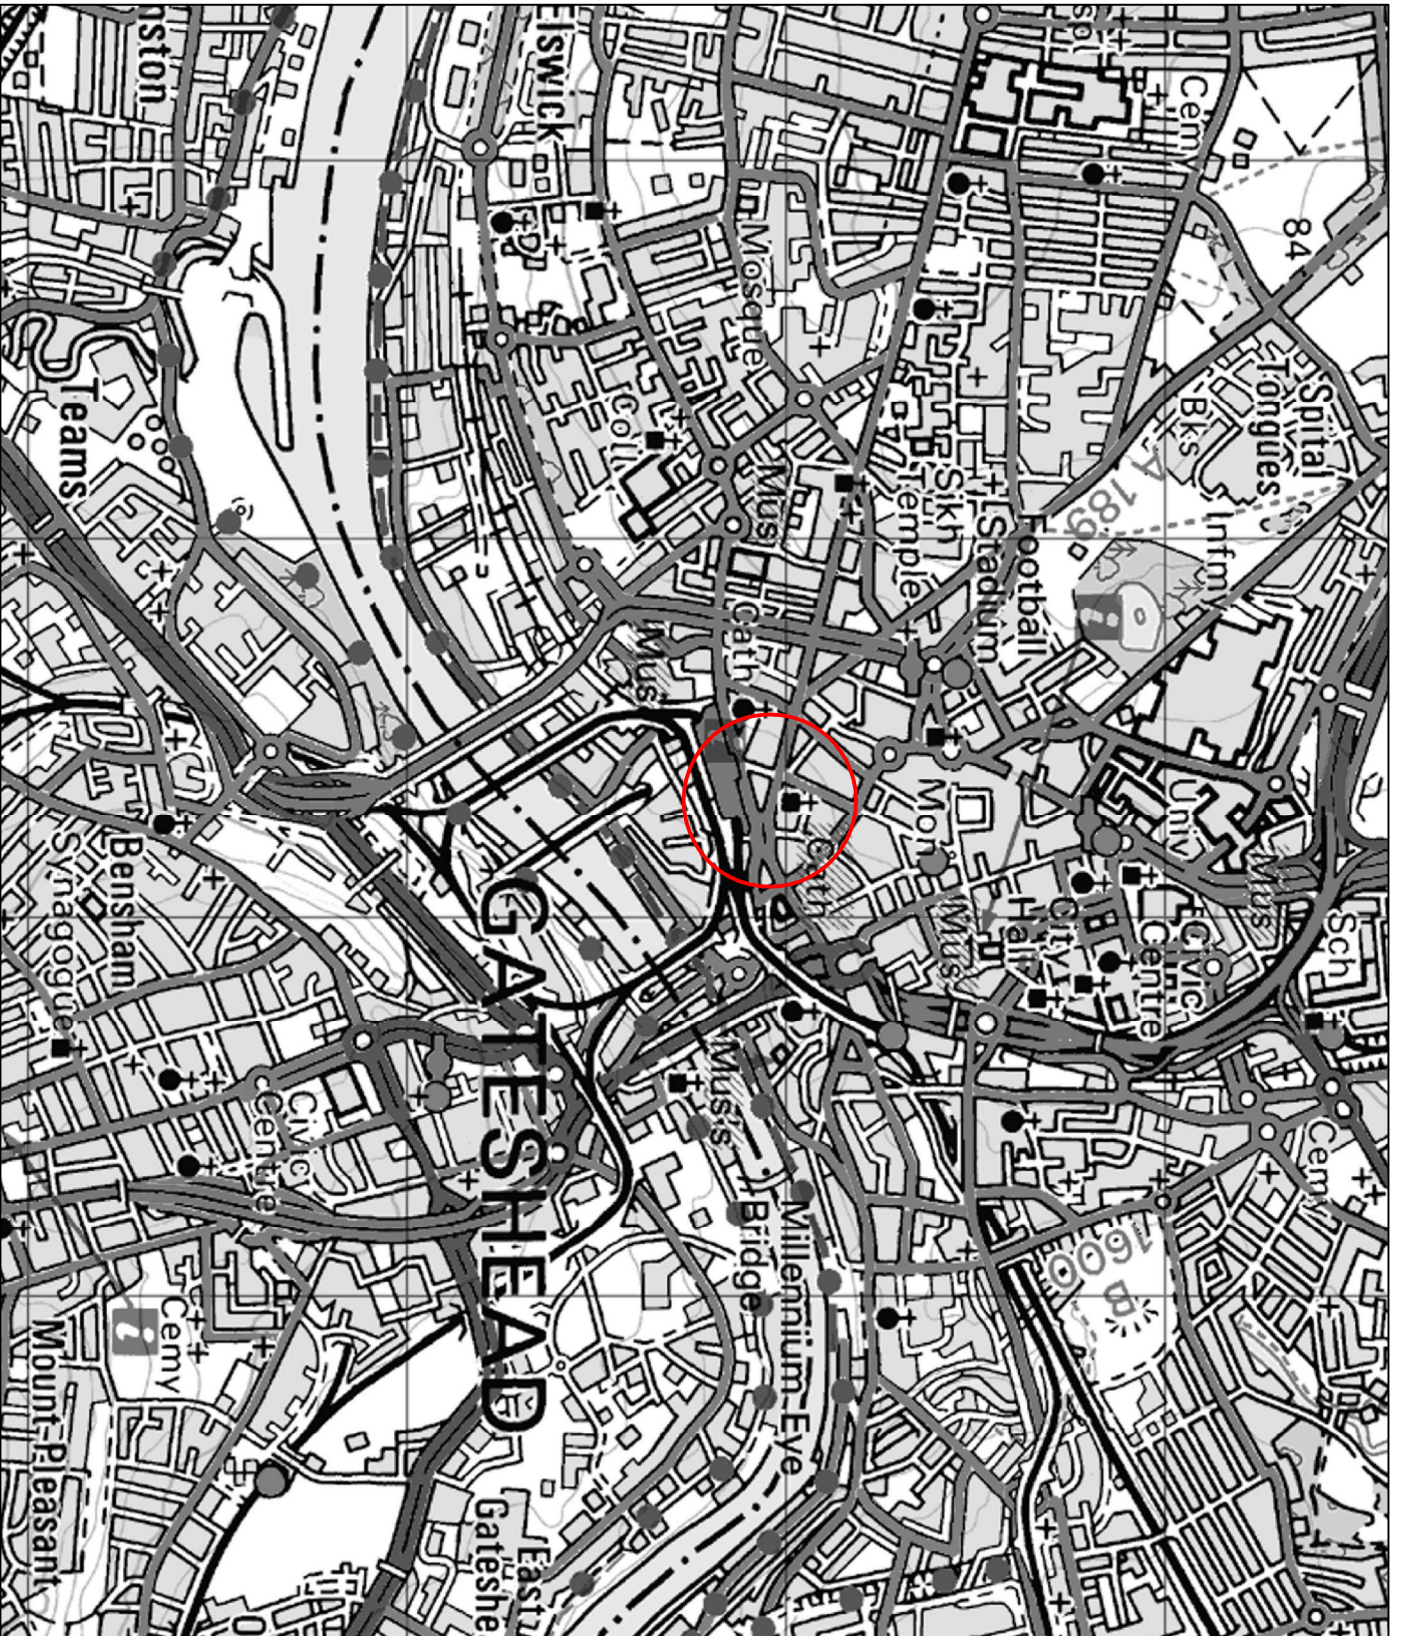 Spital
Tongues
84
Cemy
Bks
Infmy
A 189
Football
Stadium
Sikh
Temple
Univ
Mus
Sch
Civic
Centre
City
Hall
Mus
Mon
Cath
Cemy
B 1600
Elswick
Mosque
Coll
Mus
Cath
Mus
Mus's
Millennium Eye
Bridge
GATESHEAD
Teams
Bensham
Synagogue
Civic
Centre
i
Cemy
Mount Pleasant
East
Gateshe